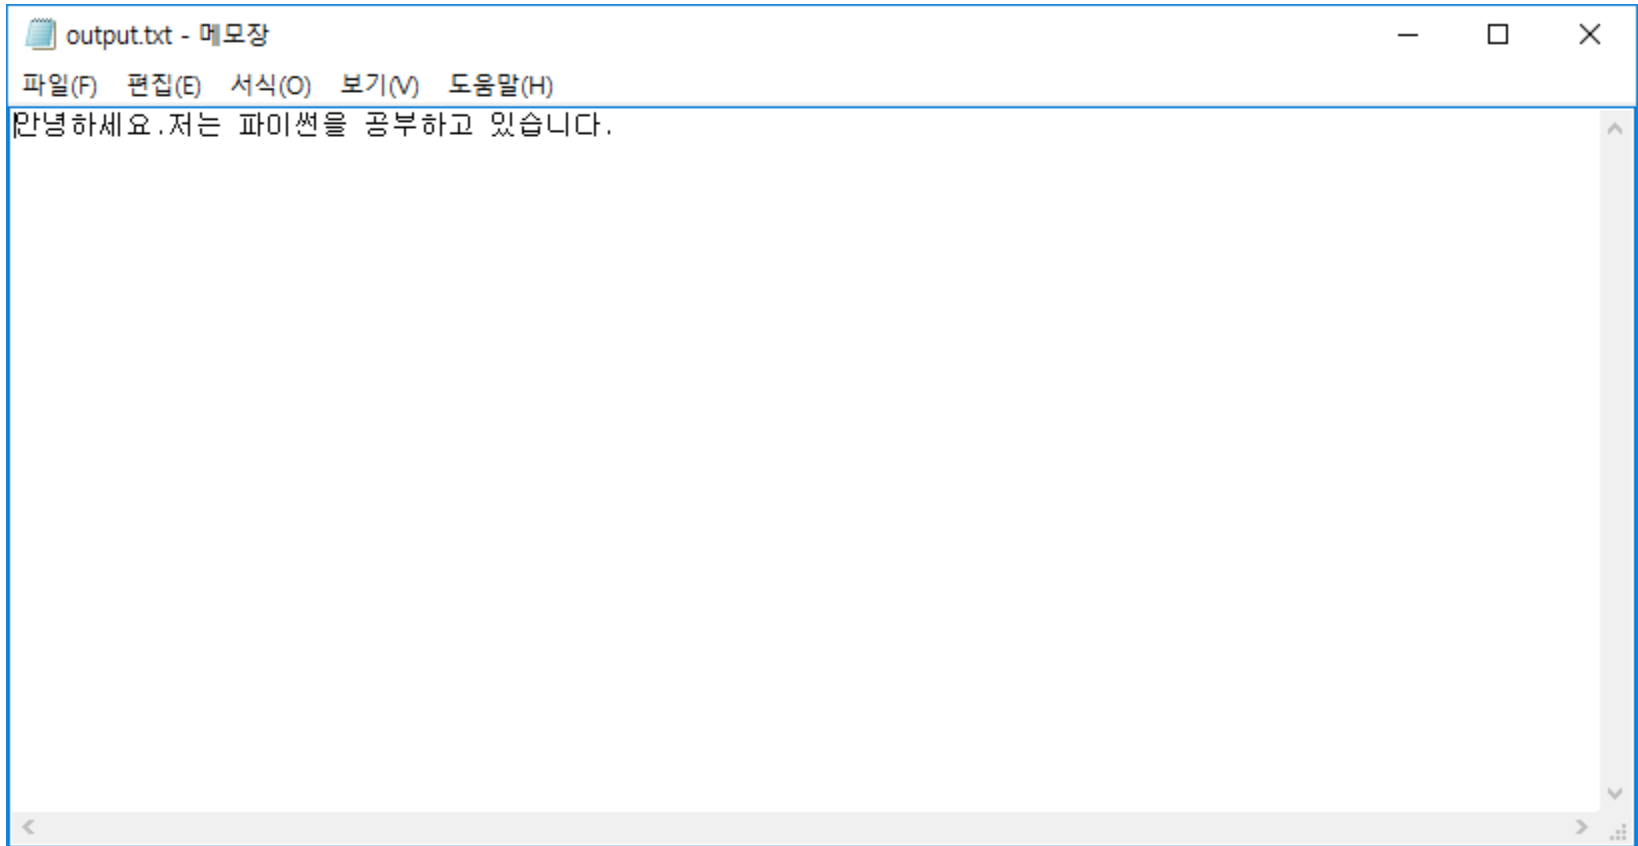 output.txt - 메모장
파일(F) 편집(E) 서식(O) 보기(V) 도움말(H)
안녕하세요.저는 파이썬을 공부하고 있습니다.